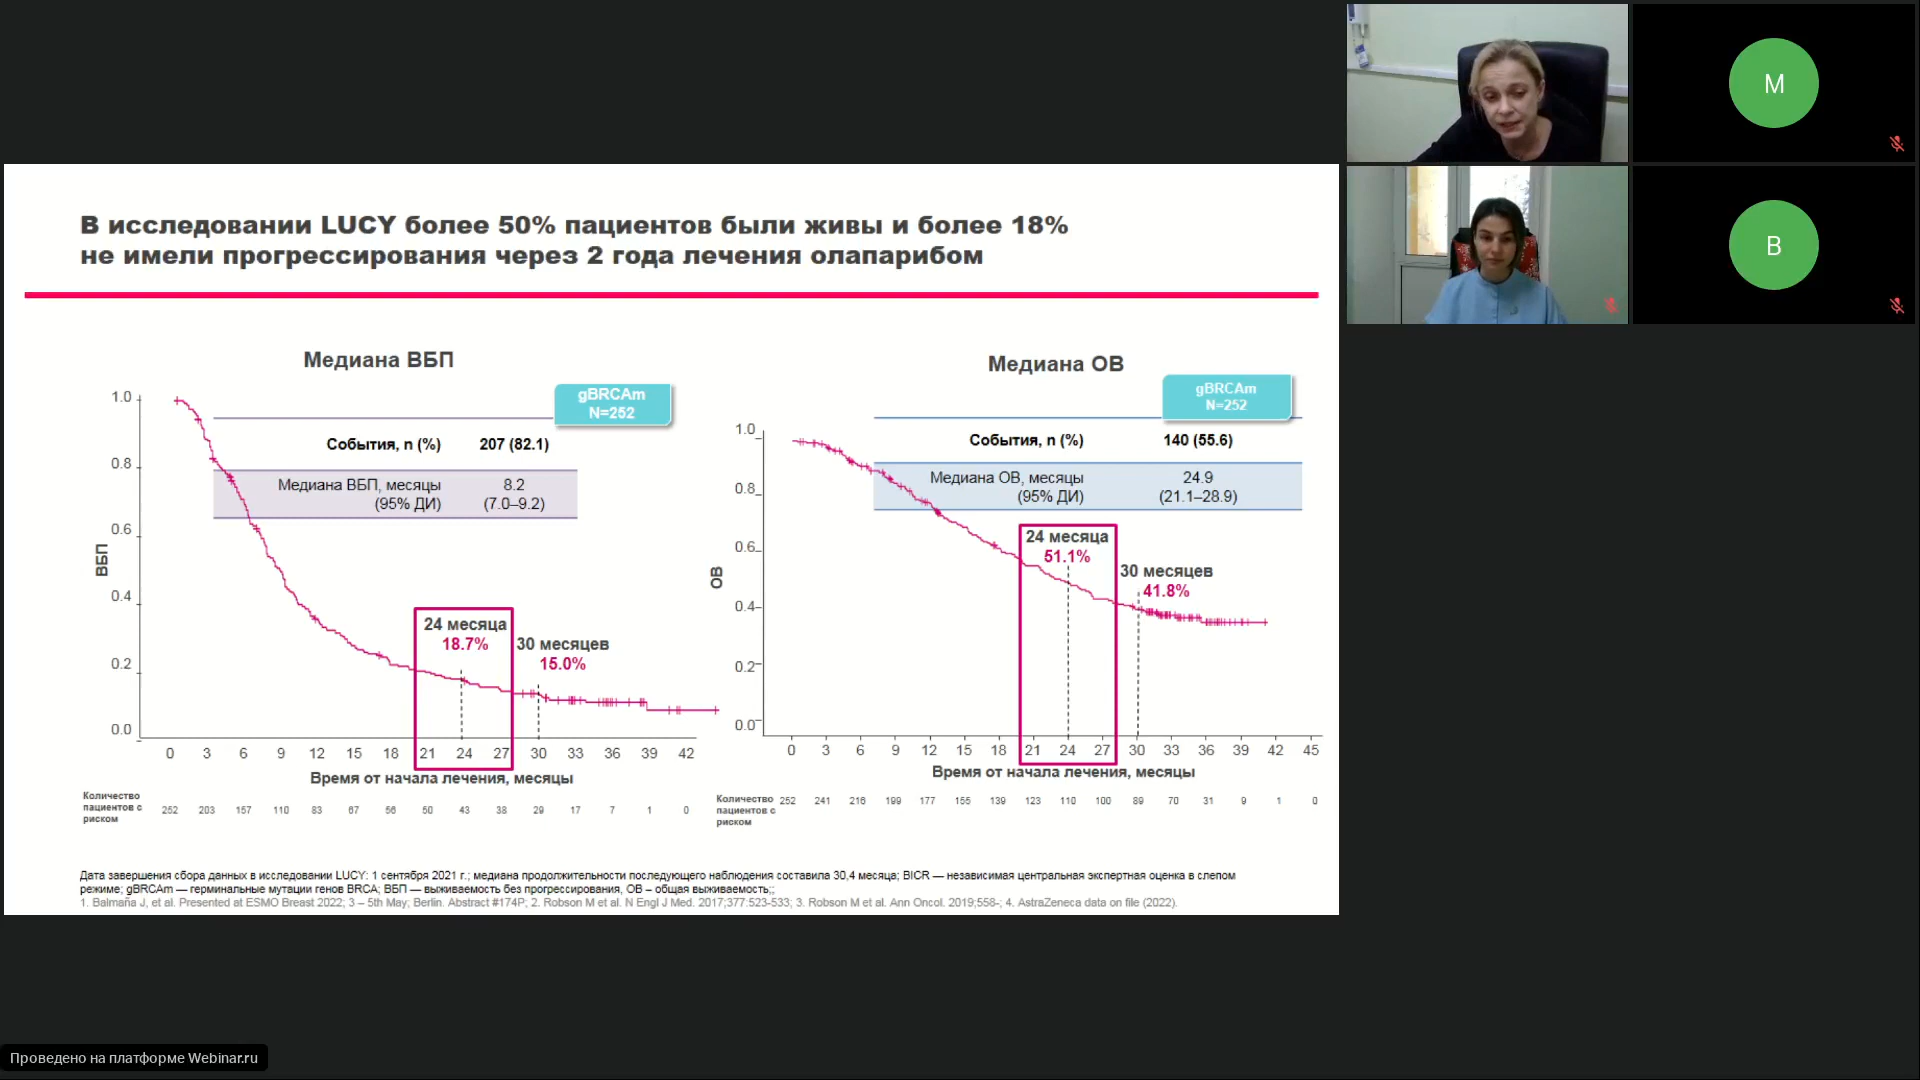 В исследовании LUCY более 50% пациентов были живы и более 18%
не имели прогрессирования через 2 года лечения олапарибом
Медиана ВБП
gBRCAm
N=252
События, n (%) 207 (82.1)
Медиана ВБП, месяцы 8.2
(95% ДИ) (7.0–9.2)
ВБП
1.0
0.8
0.6
0.4
0.2
0.0
24 месяца
18.7%
30 месяцев
15.0%
0 3 6 9 12 15 18 21 24 27 30 33 36 39 42
Время от начала лечения, месяцы
Количество
пациентов с
риском
252 203 157 110 83 67 56 50 43 38 29 17 7 1 0
Медиана ОВ
gBRCAm
N=252
События, n (%) 140 (55.6)
Медиана ОВ, месяцы 24.9
(95% ДИ) (21.1–28.9)
ОВ
1.0
0.8
0.6
0.4
0.2
0.0
24 месяца
51.1%
30 месяцев
41.8%
0 3 6 9 12 15 18 21 24 27 30 33 36 39 42 45
Время от начала лечения, месяцы
Количество
пациентов с
риском
252 241 216 199 177 155 139 123 110 100 89 70 31 9 1 0
Дата завершения сбора данных в исследовании LUCY: 1 сентября 2021 г.; медиана продолжительности последующего наблюдения составила 30,4 месяца; BICR — независимая центральная экспертная оценка в слепом
режиме; gBRCAm — герминальные мутации генов BRCA; ВБП — выживаемость без прогрессирования, ОВ – общая выживаемость;;
1. Balmaña J, et al. Presented at ESMO Breast 2022; 3 – 5th May; Berlin. Abstract #174P; 2. Robson M et al. N Engl J Med. 2017;377:523-533; 3. Robson M et al. Ann Oncol. 2019;558-; 4. AstraZeneca data on file (2022).
M
B
Проведено на платформе Webinar.ru